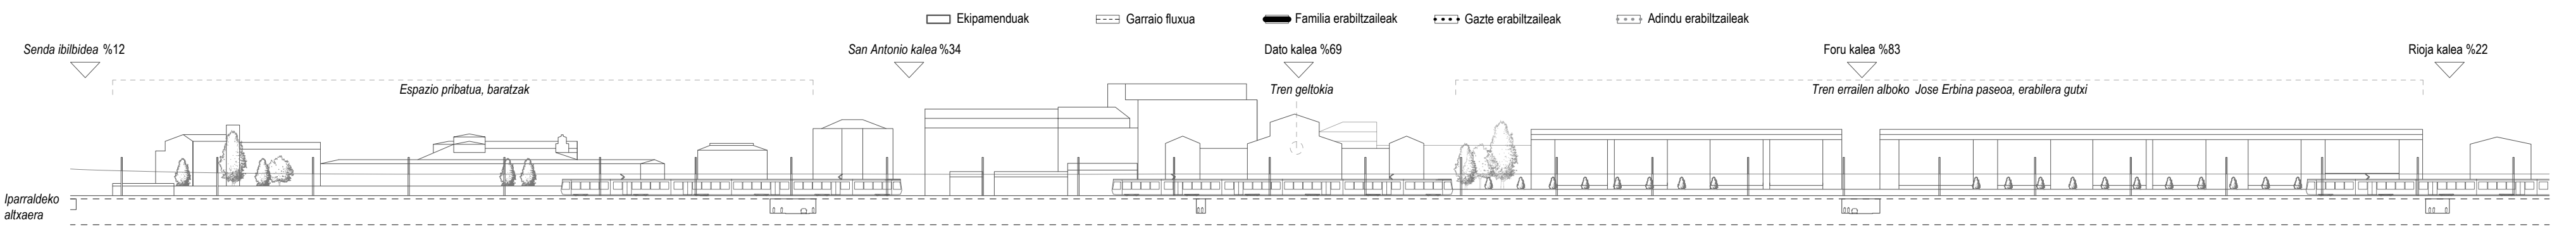 Ekipamenduak
Garraio fluxua
Familia erabiltzaileak
Gazte erabiltzaileak
Adindu erabiltzaileak
Senda ibilbidea %12
San Antonio kalea %34
Dato kalea %69
Foru kalea %83
Rioja kalea %22
Espazio pribatua, baratzak
Tren geltokia
Tren errailen alboko Jose Erbina paseoa, erabilera gutxi
Iparraldeko
altxaera